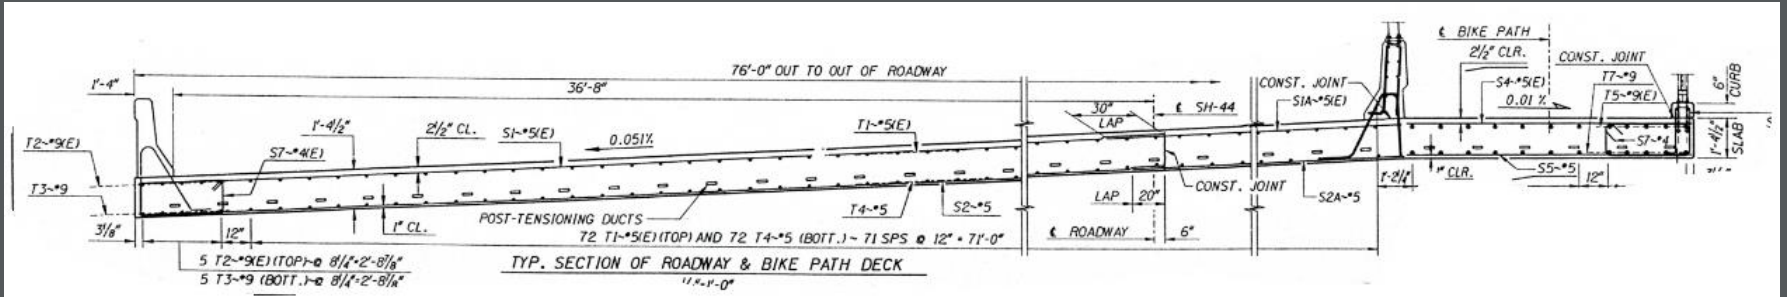 ℄ BIKE PATH
2½" CLR.
CONST. JOINT
76'-0" OUT TO OUT OF ROADWAY
1'-4"
36'-8"
CONST. JOINT
S4~#5(E)
T7~#9
6"
CURB
30"
LAP
℄ SH-44
S1A~#5(E)
0.01 %
T5~#9(E)
1'-4½"
2½" CL.
S1~#5(E)
T1~#5(E)
0.051%
T2~#9(E)
S7~#4(E)
S7~#4
1'-4½"
SLAB
T3~#9
CONST. JOINT
1'-2¼"
1" CLR.
S5~#5
12"
LAP
20"
S2A~#5
POST-TENSIONING DUCTS
T4~#5
S2~#5
3⅛"
12"
1" CL.
72 T1~#5(E)(TOP) AND 72 T4~#5 (BOTT.)~ 71 SPS @ 12" = 71'-0"
℄ ROADWAY
6"
5 T2~#9(E)(TOP)~@ 8¼"=2'-8⅞"
5 T3~#9 (BOTT.)~@ 8¼"=2'-8⅞"
TYP. SECTION OF ROADWAY & BIKE PATH DECK